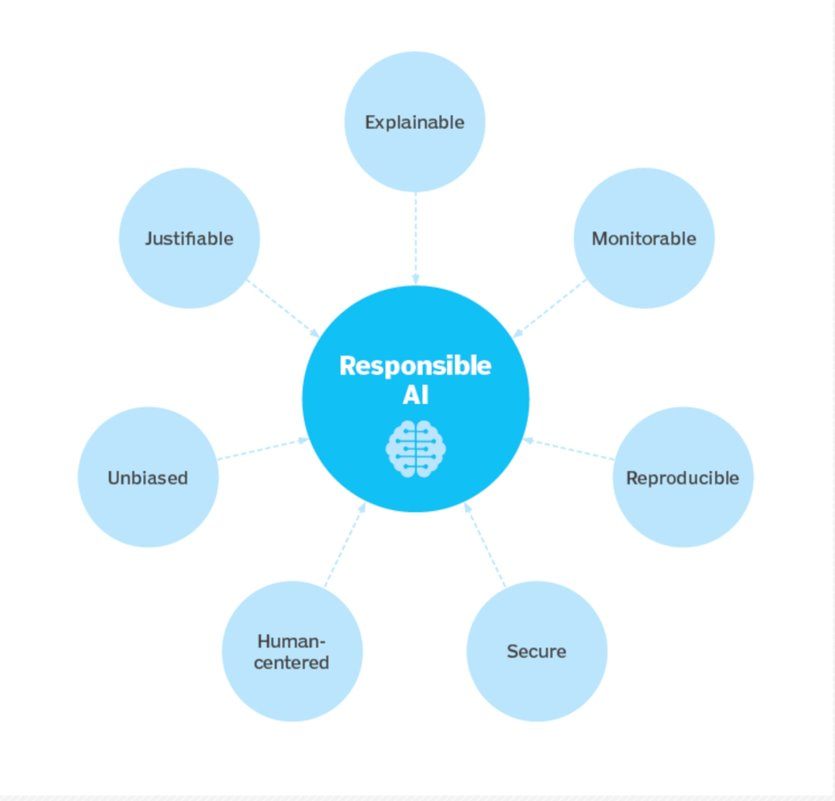 Explainable
Justifiable
Monitorable
Responsible
AI
Unbiased
Reproducible
Human-
centered
Secure